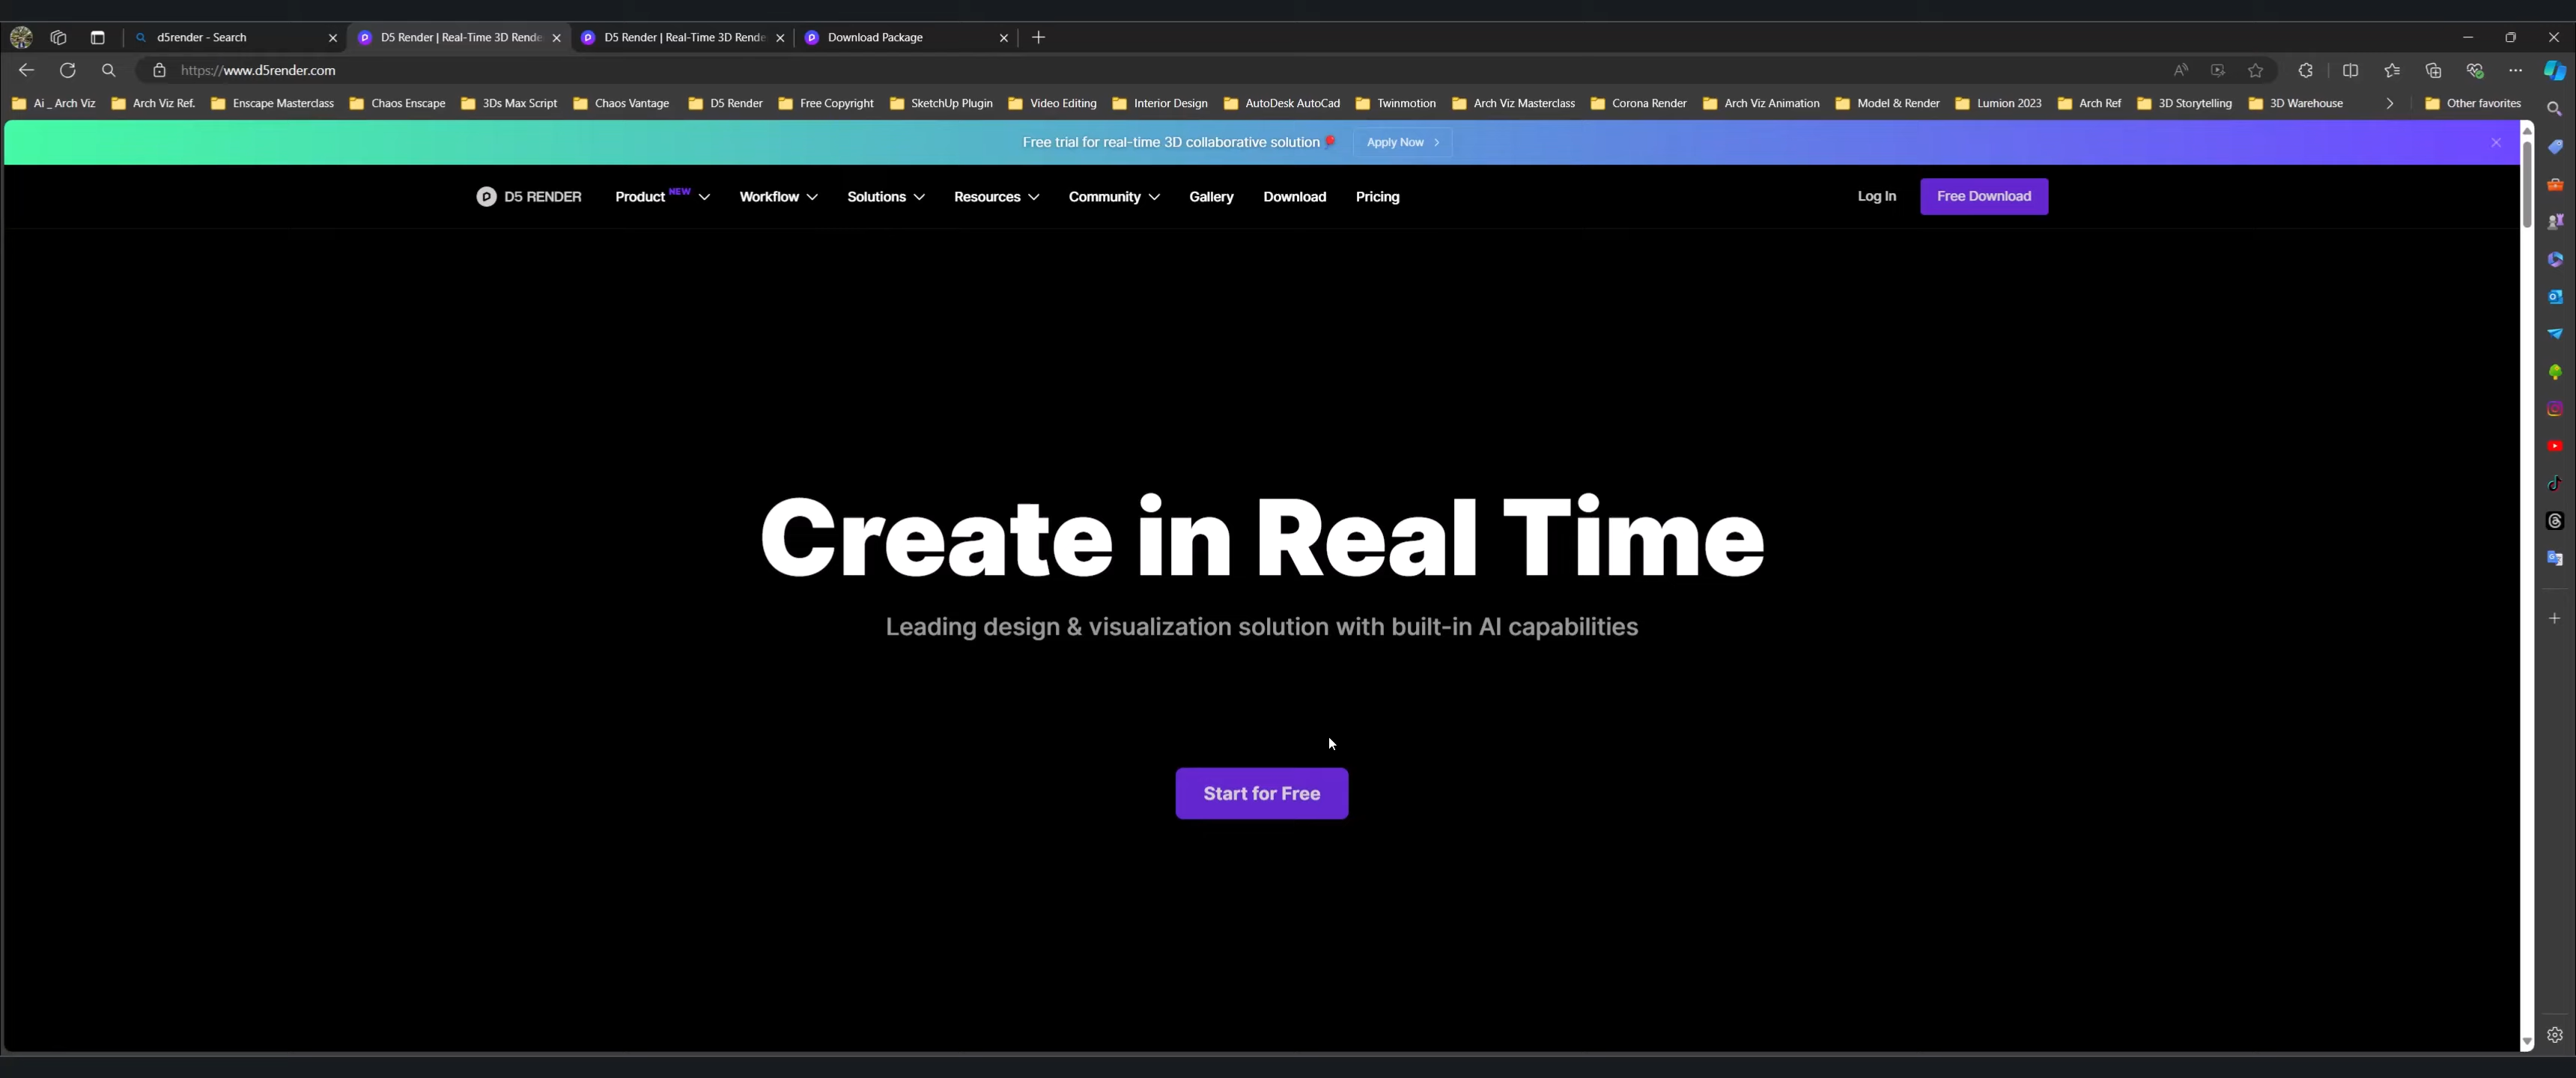 d5render - Search
D5 Render | Real-Time 3D Rende
D5 Render | Real-Time 3D Rende
Download Package
https://www.d5render.com
Ai _ Arch Viz
Arch Viz Ref.
Enscape Masterclass
Chaos Enscape
3Ds Max Script
Chaos Vantage
D5 Render
Free Copyright
SketchUp Plugin
Video Editing
Interior Design
AutoDesk AutoCad
Twinmotion
Arch Viz Masterclass
Corona Render
Arch Viz Animation
Model & Render
Lumion 2023
Arch Ref
3D Storytelling
3D Warehouse
Other favorites
Free trial for real-time 3D collaborative solution
Apply Now
D5 RENDER
Product NEW
Workflow
Solutions
Resources
Community
Gallery
Download
Pricing
Log In
Free Download
Create in Real Time
Leading design & visualization solution with built-in AI capabilities
Start for Free